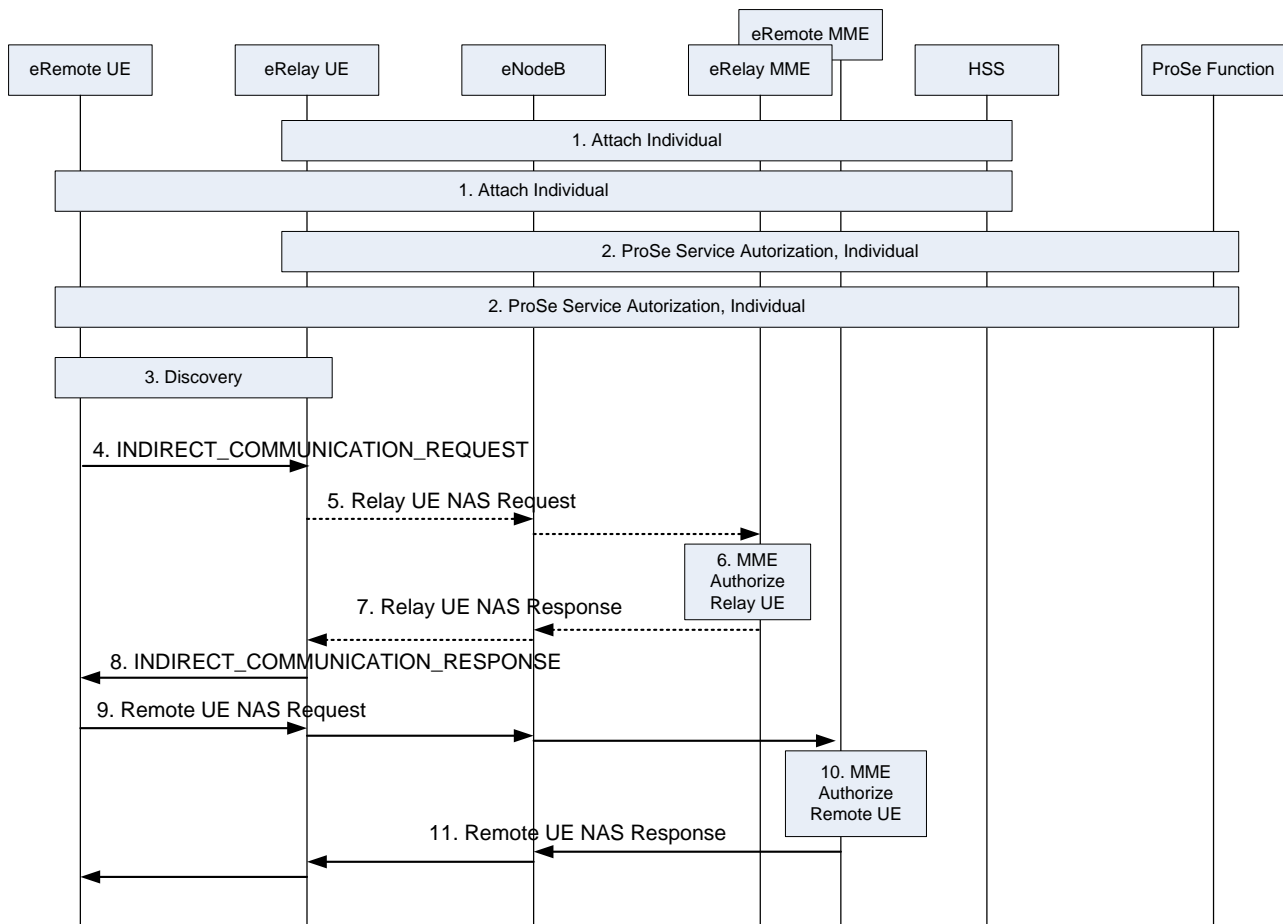 eRemote MME
eRemote UE
eRelay UE
eNodeB
eRelay MME
HSS
ProSe Function
1. Attach Individual
1. Attach Individual
2. ProSe Service Autorization, Individual
2. ProSe Service Autorization, Individual
3. Discovery
4. INDIRECT_COMMUNICATION_REQUEST
5. Relay UE NAS Request
6. MME
Authorize
Relay UE
7. Relay UE NAS Response
8. INDIRECT_COMMUNICATION_RESPONSE
9. Remote UE NAS Request
10. MME
Authorize
Remote UE
11. Remote UE NAS Response